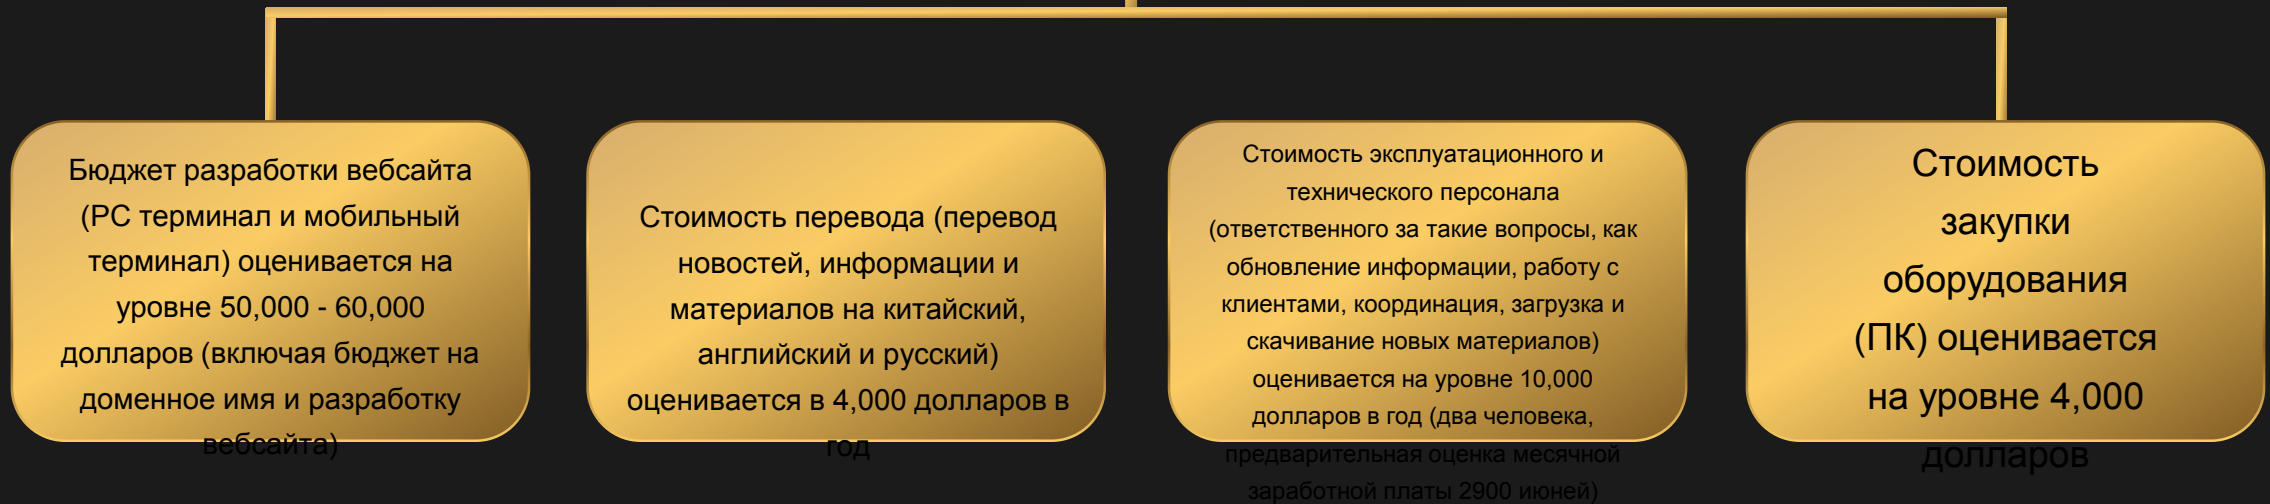 Бюджет разработки вебсайта
(PC терминал и мобильный
терминал) оценивается на
уровне 50,000 - 60,000
долларов (включая бюджет на
доменное имя и разработку
вебсайта)
Стоимость перевода (перевод
новостей, информации и
материалов на китайский,
английский и русский)
оценивается в 4,000 долларов в
год
Стоимость эксплуатационного и
технического персонала
(ответственного за такие вопросы, как
обновление информации, работу с
клиентами, координация, загрузка и
скачивание новых материалов)
оценивается на уровне 10,000
долларов в год (два человека,
предварительная оценка месячной
заработной платы 2900 июней)
Стоимость
закупки
оборудования
(ПК) оценивается
на уровне 4,000
долларов